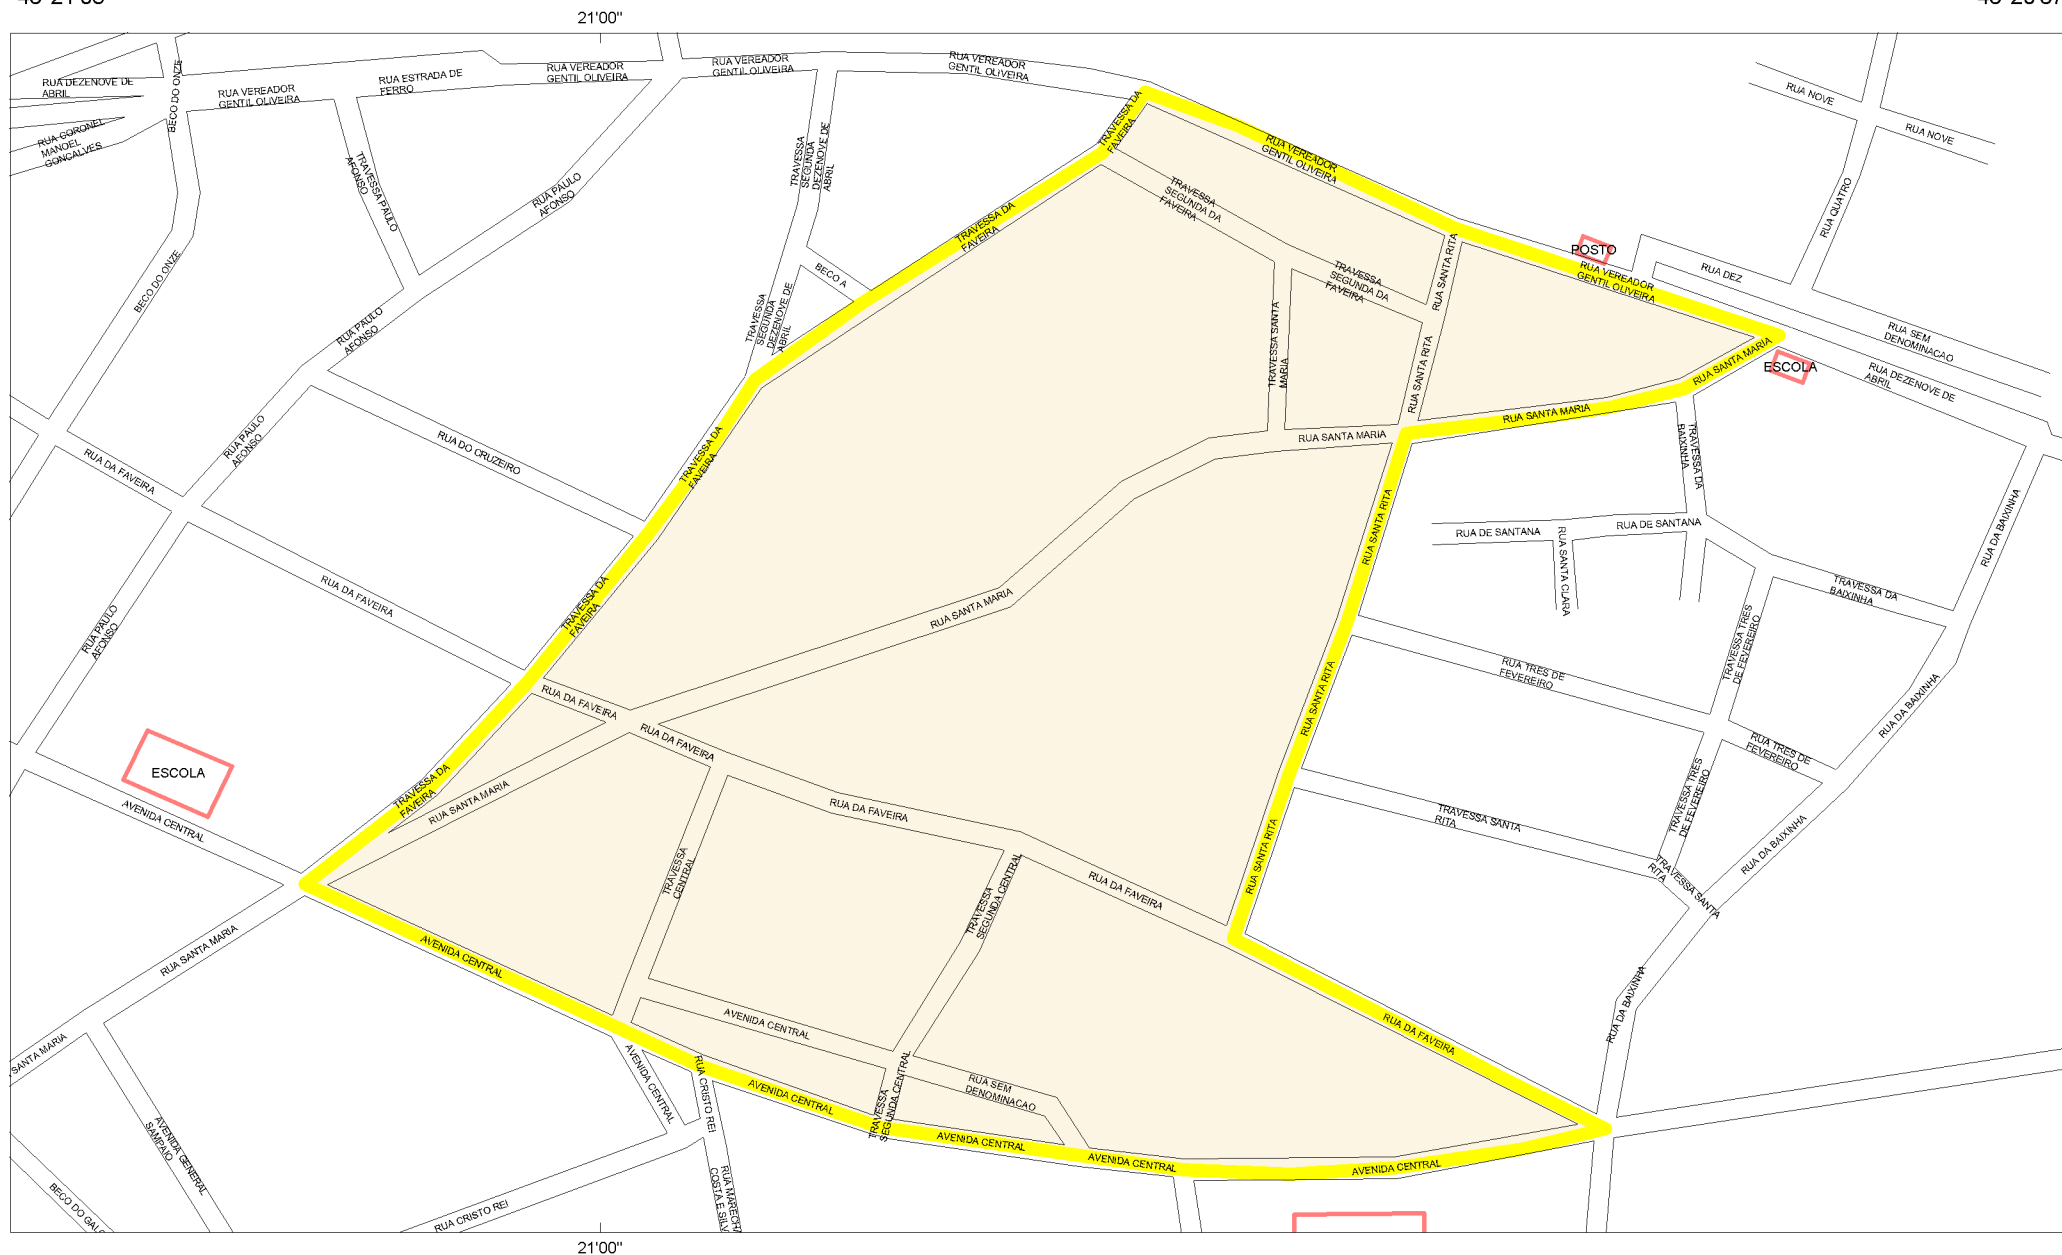 21'00"
RUA DEZENOVE DE
ABRIL
BECO DO ONZE
RUA VEREADOR
GENTIL OLIVEIRA
RUA ESTRADA DE
FERRO
RUA VEREADOR
GENTIL OLIVEIRA
RUA VEREADOR
GENTIL OLIVEIRA
RUA VEREADOR
GENTIL OLIVEIRA
RUA CORONEL
MANOEL
GONCALVES
TRAVESSA PAULO
AFONSO
RUA PAULO
AFONSO
TRAVESSA
SEGUNDA
DEZENOVE DE
ABRIL
TRAVESSA DA
FAVEIRA
RUA VEREADOR
GENTIL OLIVEIRA
RUA NOVE
RUA NOVE
RUA QUATRO
TRAVESSA
SEGUNDA DA
FAVEIRA
TRAVESSA DA
FAVEIRA
BECO DO ONZE
BECO A
TRAVESSA
SEGUNDA
DEZENOVE DE
ABRIL
TRAVESSA
SEGUNDA DA
FAVEIRA
RUA SANTA RITA
POSTO
RUA VEREADOR
GENTIL OLIVEIRA
RUA DEZ
RUA SEM
DENOMINACAO
RUA PAULO
AFONSO
TRAVESSA SANTA
MARIA
RUA SANTA RITA
RUA SANTA MARIA
ESCOLA
RUA DEZENOVE DE
ABRIL
RUA SANTA MARIA
RUA SANTA MARIA
RUA PAULO
AFONSO
RUA DO CRUZEIRO
TRAVESSA DA
FAVEIRA
TRAVESSA DA
BAIXINHA
RUA DA FAVEIRA
RUA SANTA RITA
RUA DE SANTANA
RUA DE SANTANA
RUA SANTA CLARA
RUA DA BAIXINHA
RUA DA FAVEIRA
TRAVESSA DA
FAVEIRA
RUA SANTA MARIA
TRAVESSA DA
BAIXINHA
RUA PAULO
AFONSO
TRAVESSA TRES
DE FEVEREIRO
RUA TRES DE
FEVEREIRO
RUA DA FAVEIRA
RUA DA FAVEIRA
RUA SANTA RITA
RUA DA BAIXINHA
RUA TRES DE
FEVEREIRO
ESCOLA
TRAVESSA DA
FAVEIRA
RUA SANTA MARIA
AVENIDA CENTRAL
RUA DA FAVEIRA
TRAVESSA SANTA
RITA
TRAVESSA TRES
DE FEVEREIRO
RUA DA BAIXINHA
TRAVESSA
CENTRAL
TRAVESSA
SEGUNDA CENTRAL
RUA DA FAVEIRA
RUA SANTA RITA
TRAVESSA SANTA
RITA
RUA SANTA MARIA
AVENIDA CENTRAL
AVENIDA CENTRAL
RUA DA BAIXINHA
RUA DA FAVEIRA
SANTA MARIA
AVENIDA CENTRAL
RUA CRISTO REI
AVENIDA CENTRAL
TRAVESSA
SEGUNDA CENTRAL
RUA SEM
DENOMINACAO
AVENIDA CENTRAL
AVENIDA CENTRAL
AVENIDA CENTRAL
AVENIDA GENERAL
SAMPAIO
RUA MARECHA
COSTA E SILV
BECO DO GALO
RUA CRISTO REI
21'00"